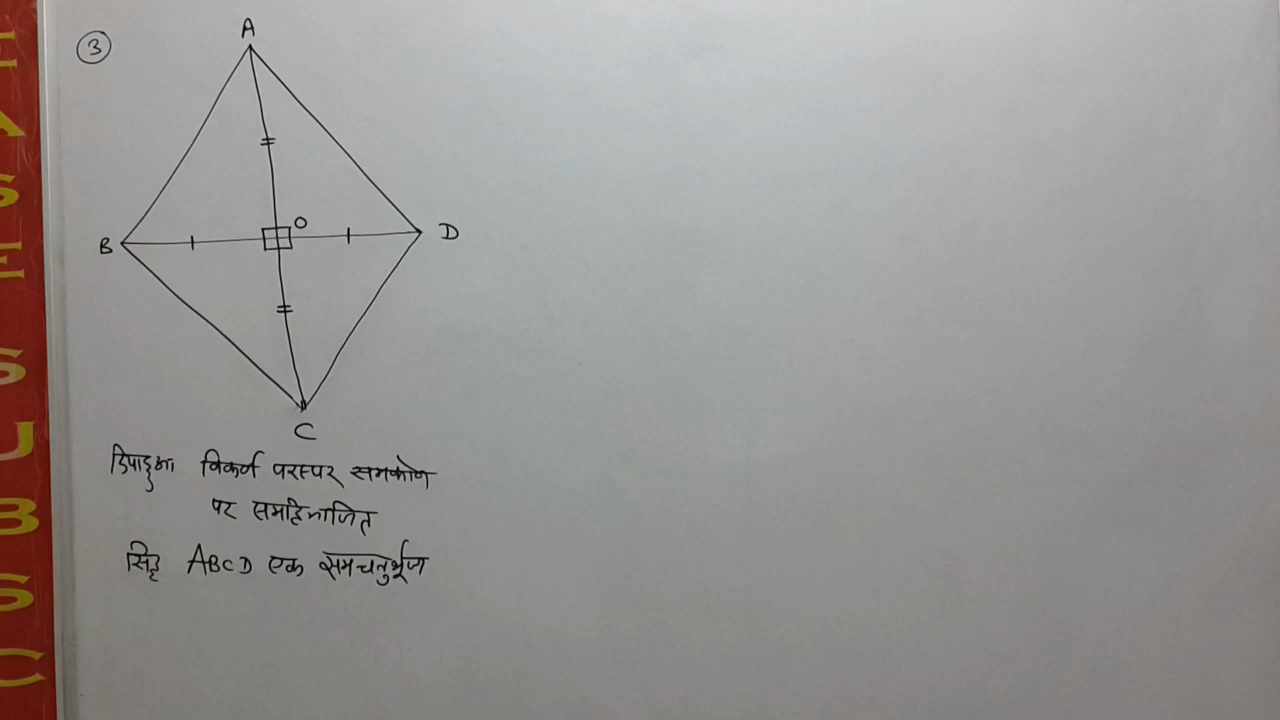 3
A
O
B
D
C
दिया हुआ विकर्ण परस्पर समकोण
पर समद्विभाजित
सिद्ध ABCD एक समचतुर्भुज
E
A
S
E
S
U
B
S
C